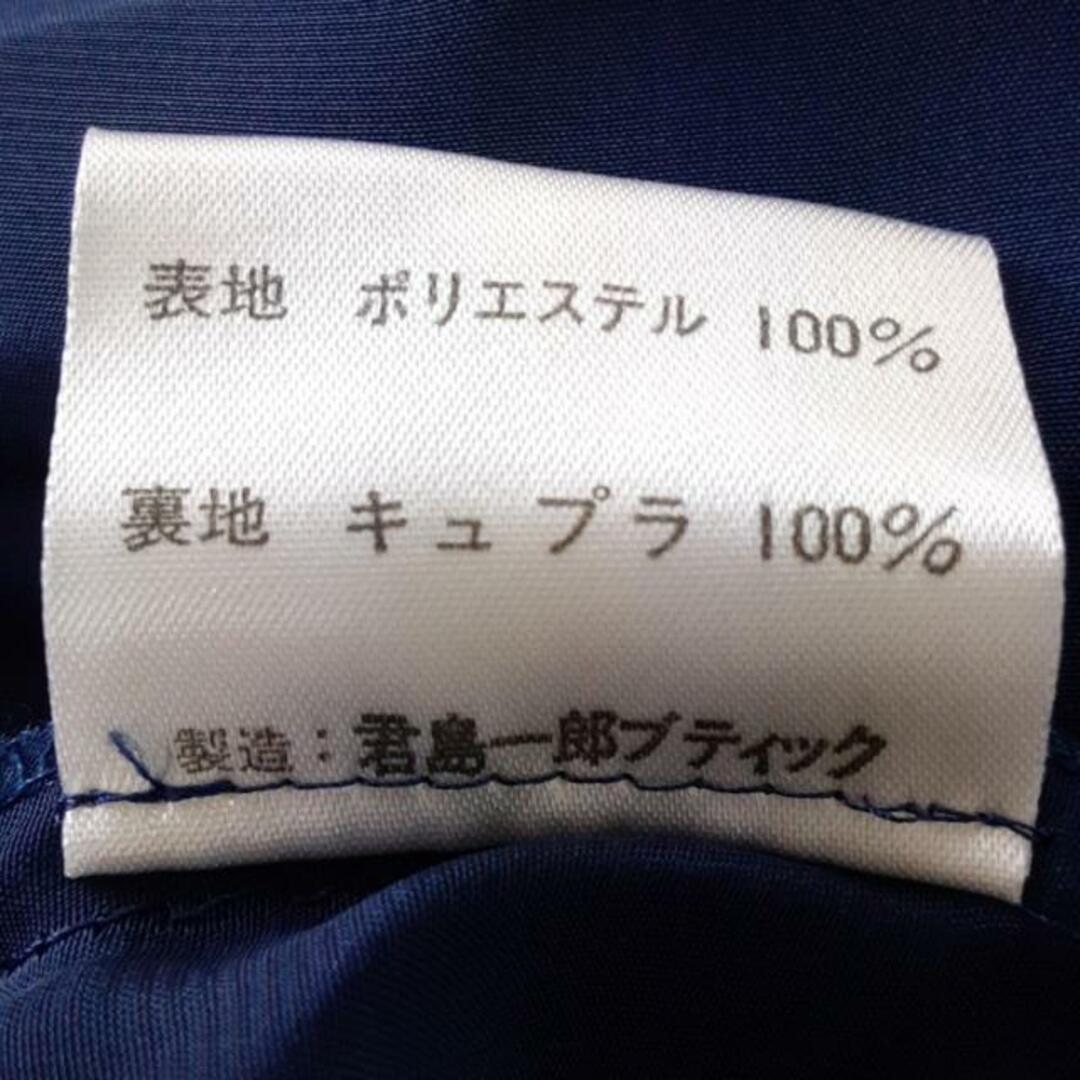 表地 ポリエステル 100%
裏地 キュプラ 100%
製造：君島一郎ブティック